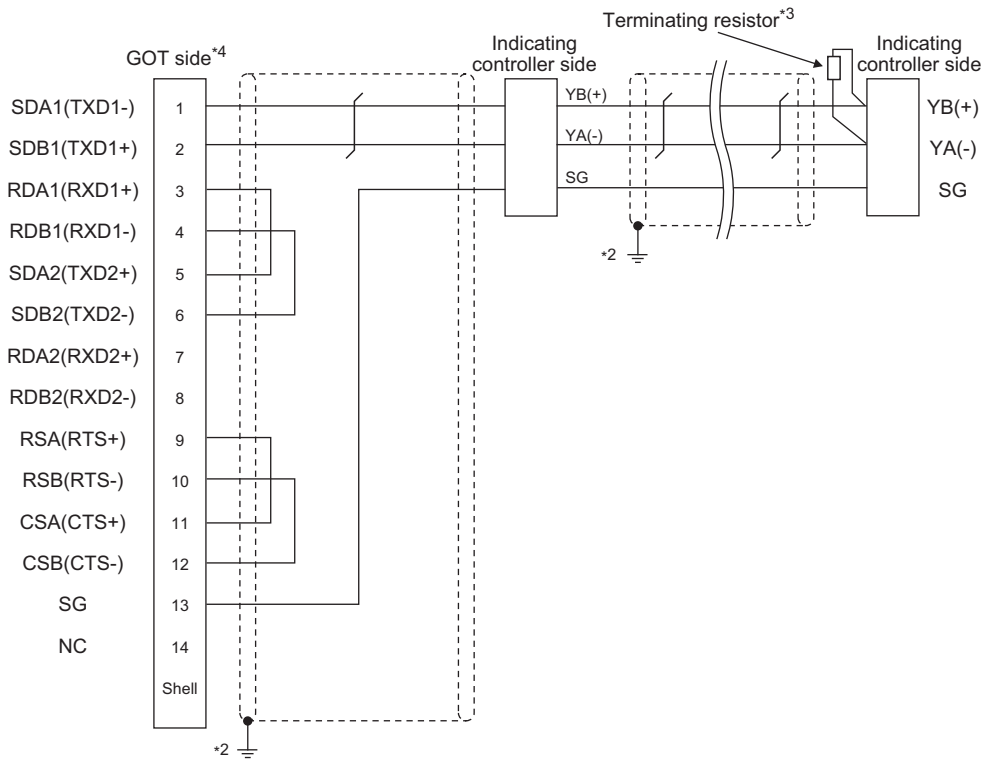 Terminating resistor*3
GOT side*4
Indicating
controller side
Indicating
controller side
SDA1(TXD1-) 1 YB(+) YB(+)
SDB1(TXD1+) 2 YA(-) YA(-)
RDA1(RXD1+) 3 SG SG
RDB1(RXD1-) 4
SDA2(TXD2+) 5
*2
SDB2(TXD2-) 6
RDA2(RXD2+) 7
RDB2(RXD2-) 8
RSA(RTS+) 9
RSB(RTS-) 10
CSA(CTS+) 11
CSB(CTS-) 12
SG 13
NC 14
Shell
*2